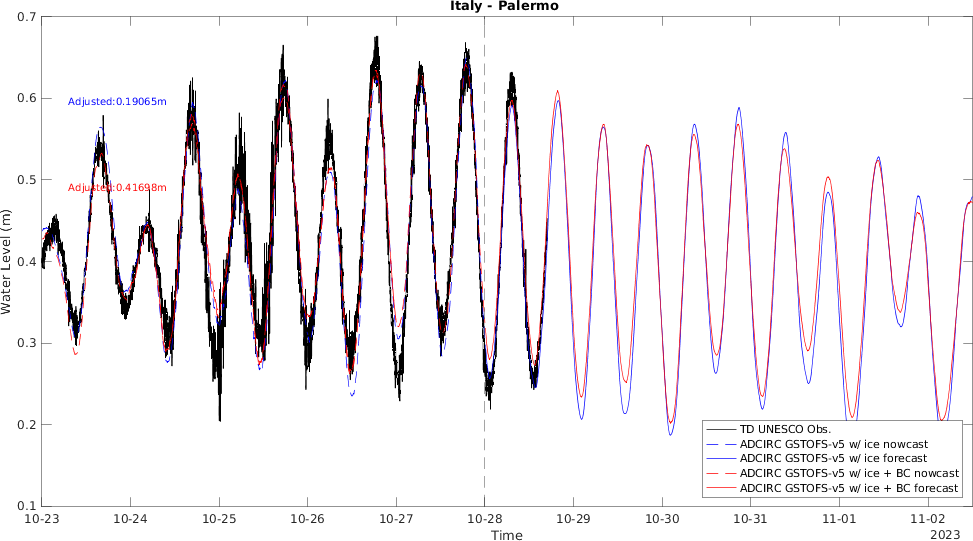 Italy - Palermo
0.7
0.6
0.5
0.4
0.3
0.2
0.1
Water Level (m)
Adjusted:0.19065m
Adjusted:0.41698m
TD UNESCO Obs.
ADCIRC GSTOFS-v5 w/ ice nowcast
ADCIRC GSTOFS-v5 w/ ice forecast
ADCIRC GSTOFS-v5 w/ ice + BC nowcast
ADCIRC GSTOFS-v5 w/ ice + BC forecast
10-23 10-24 10-25 10-26 10-27 10-28 10-29 10-30 10-31 11-01 11-02
Time
2023